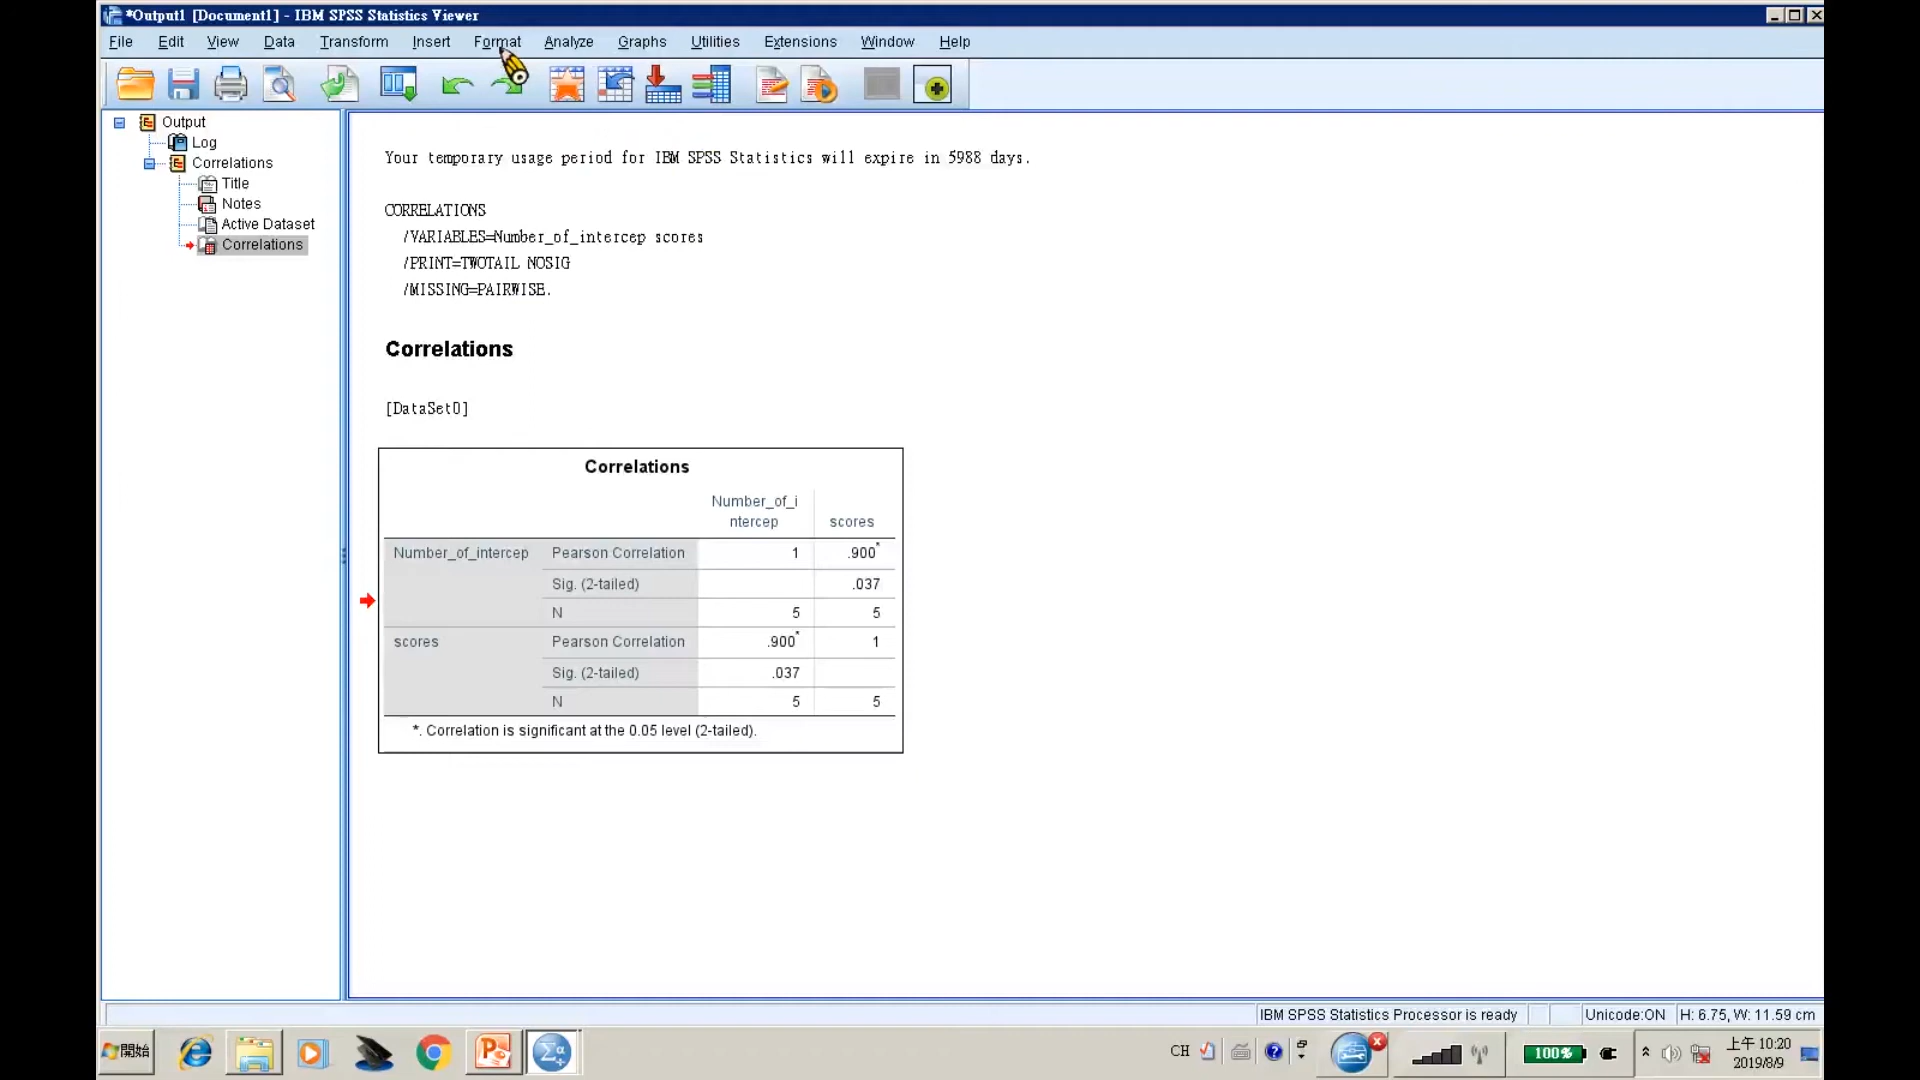 *Output1 [Document1] - IBM SPSS Statistics Viewer
File Edit View Data Transform Insert Format Analyze Graphs Utilities Extensions Window Help
Output
Log
Correlations
Title
Notes
Active Dataset
Correlations
Your temporary usage period for IBM SPSS Statistics will expire in 5988 days.
CORRELATIONS
/VARIABLES=Number_of_intercep scores
/PRINT=TWOTAIL NOSIG
/MISSING=PAIRWISE.
Correlations
[DataSet0]
Correlations
Number_of_i
ntercep scores
Number_of_intercep Pearson Correlation 1 .900*
Sig. (2-tailed) .037
N 5 5
scores Pearson Correlation .900* 1
Sig. (2-tailed) .037
N 5 5
*. Correlation is significant at the 0.05 level (2-tailed).
IBM SPSS Statistics Processor is ready Unicode:ON H: 6.75, W: 11.59 cm
開始 CH 100% 上午 10:20
2019/8/9